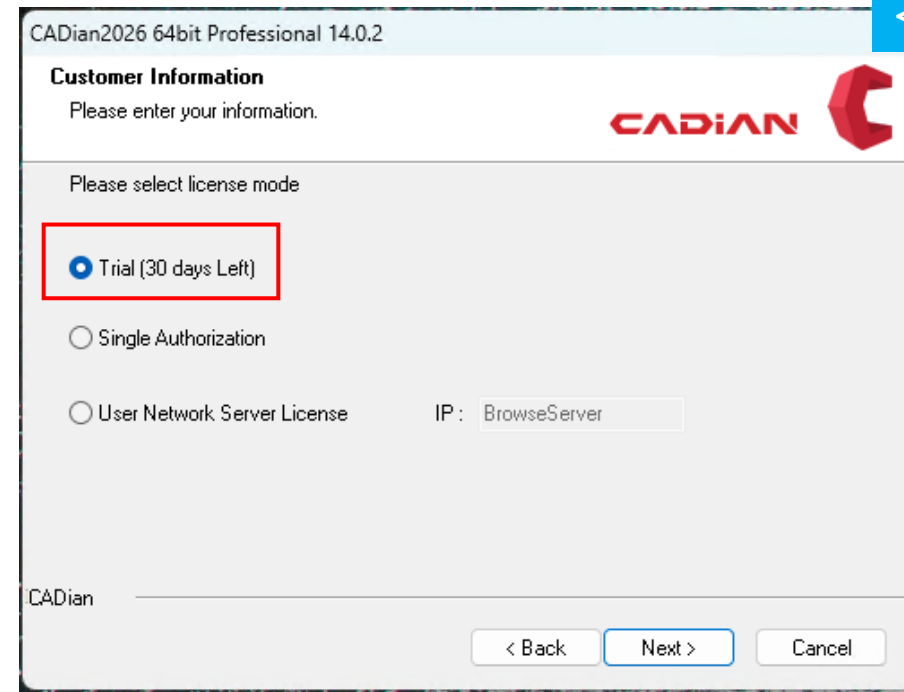 CADian2026 64bit Professional 14.0.2
Customer Information
Please enter your information.
CADiAN
Please select license mode
Trial (30 days Left)
Single Authorization
User Network Server License IP : BrowseServer
CADian
< Back Next > Cancel